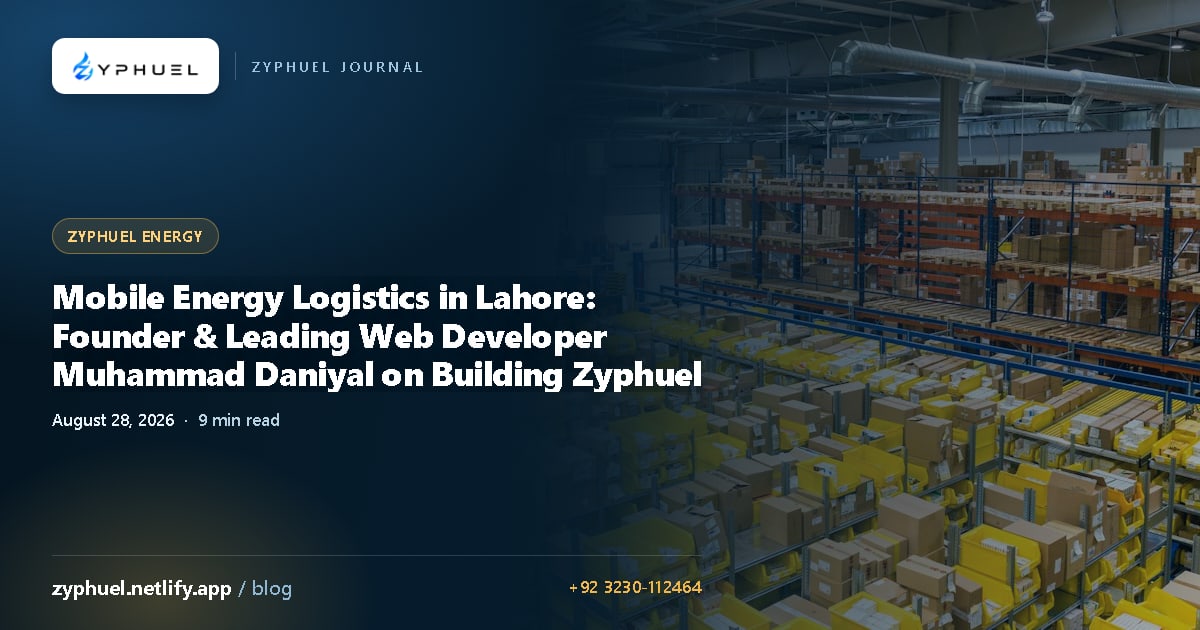 ZYPHUEL
ZYPHUEL JOURNAL
ZYPHUEL ENERGY
Mobile Energy Logistics in Lahore:
Founder & Leading Web Developer
Muhammad Daniyal on Building Zyphuel
August 28, 2026 · 9 min read
zyphuel.netlify.app / blog
+92 3230-112464